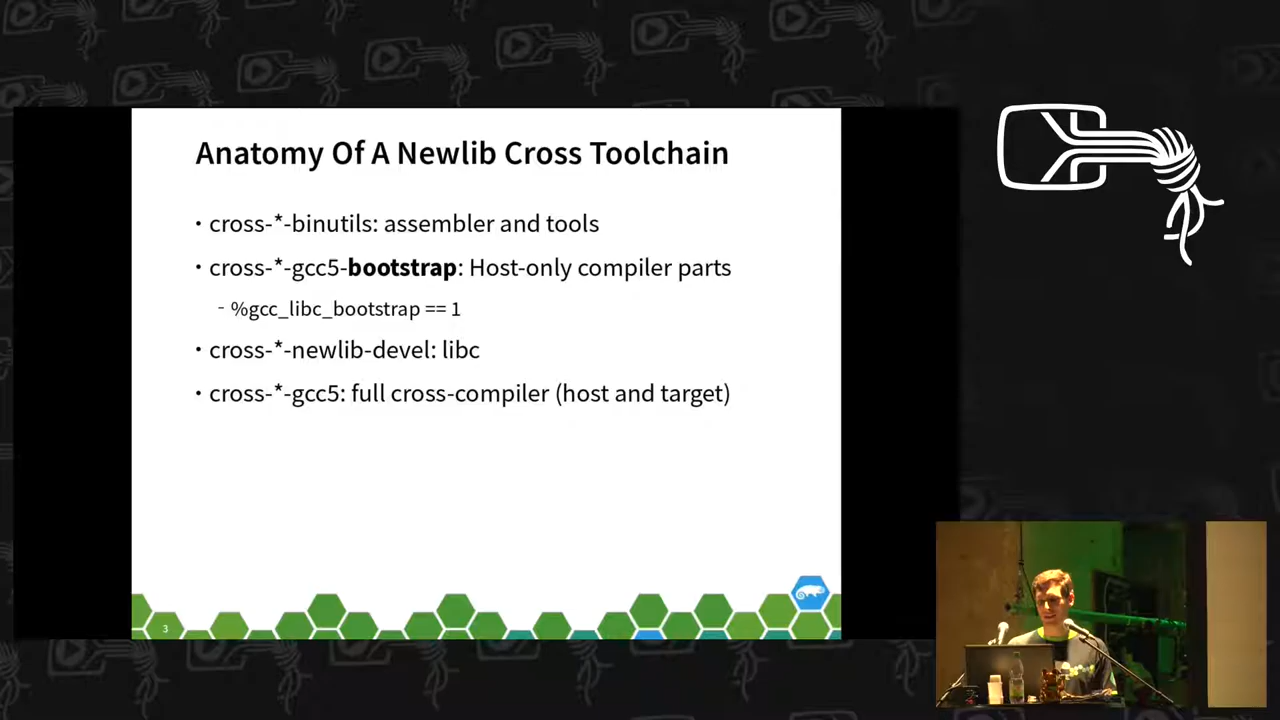 Anatomy Of A Newlib Cross Toolchain
• cross-*-binutils: assembler and tools
• cross-*-gcc5-bootstrap: Host-only compiler parts
- %gcc_libc_bootstrap == 1
• cross-*-newlib-devel: libc
• cross-*-gcc5: full cross-compiler (host and target)
3